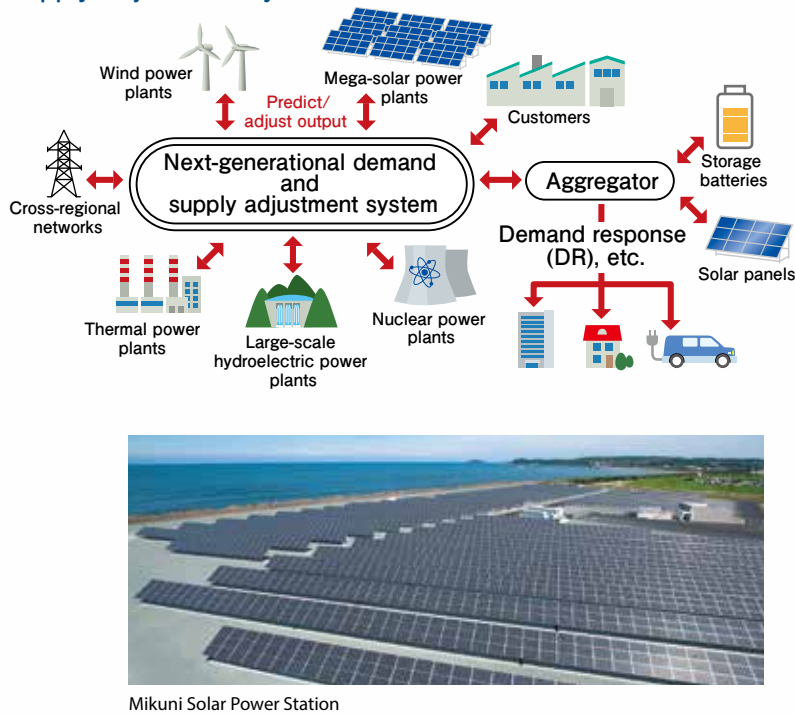 Wind power
plants
Mega-solar power
plants
Predict/
adjust output
Customers
Storage
batteries
Next-generational demand
and
supply adjustment system
Aggregator
Cross-regional
networks
Demand response
(DR), etc.
Solar panels
Thermal power
plants
Large-scale
hydroelectric power
plants
Nuclear power
plants
Mikuni Solar Power Station